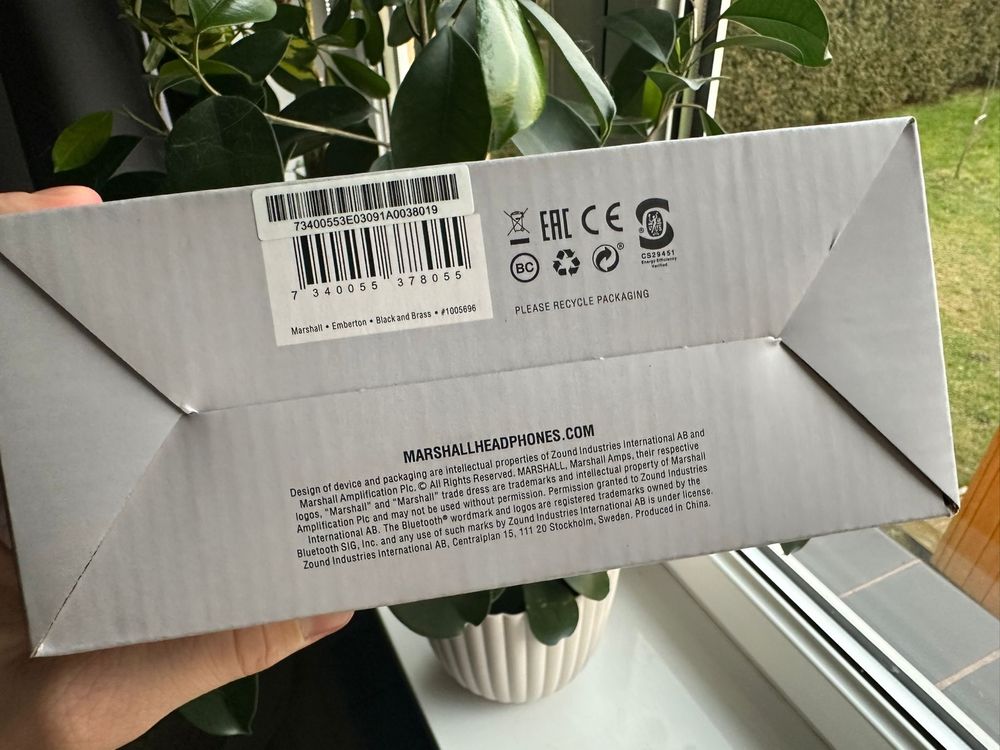 73400553E03091A0038019
7 340055 378055
Marshall • Emberton • Black and Brass • #1005696
EAC CE
CS29451
Energy Efficiency
Verified
BC
PLEASE RECYCLE PACKAGING
MARSHALLHEADPHONES.COM
Design of device and packaging are intellectual properties of Zound Industries International AB and
Marshall Amplification Plc. © All Rights Reserved. MARSHALL, Marshall Amps, their respective
logos, "Marshall" and "Marshall" trade dress are trademarks and intellectual property of Marshall
Amplification Plc and may not be used without permission. Permission granted to Zound Industries
International AB. The Bluetooth® wordmark and logos are registered trademarks owned by the
Bluetooth SIG, Inc. and any use of such marks by Zound Industries International AB is under license.
Zound Industries International AB, Centralplan 15, 111 20 Stockholm, Sweden. Produced in China.